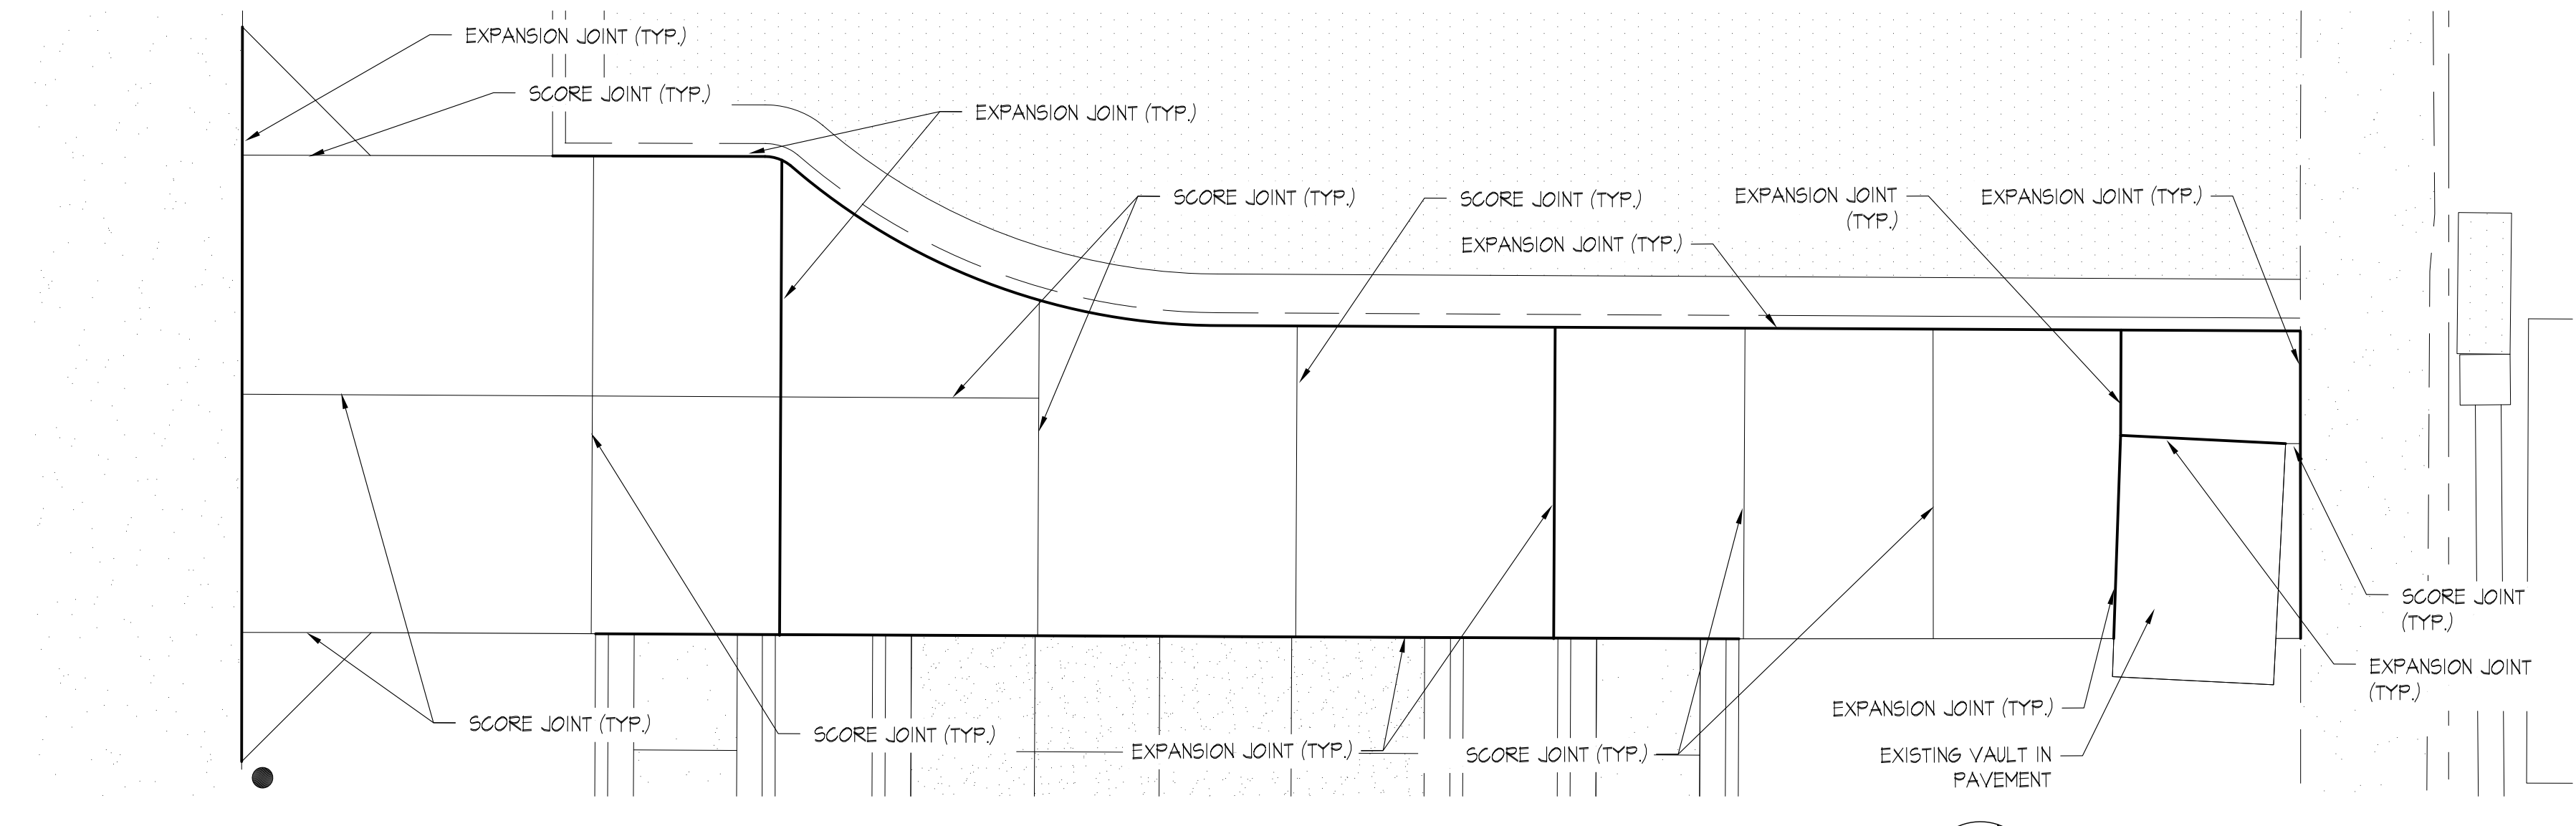 EXPANSION JOINT (TYP.)
SCORE JOINT (TYP.)
EXPANSION JOINT (TYP.)
SCORE JOINT (TYP.)
SCORE JOINT (TYP.)
EXPANSION JOINT
(TYP.)
EXPANSION JOINT (TYP.)
EXPANSION JOINT (TYP.)
SCORE JOINT
(TYP.)
EXPANSION JOINT
(TYP.)
EXPANSION JOINT (TYP.)
SCORE JOINT (TYP.)
SCORE JOINT (TYP.)
EXPANSION JOINT (TYP.)
SCORE JOINT (TYP.)
EXISTING VAULT IN
PAVEMENT